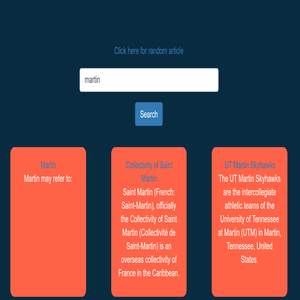 Click here for random article
martin
Search
Martin
Martin may refer to:
Collectivity of Saint
Martin
Saint Martin (French:
Saint-Martin), officially
the Collectivity of Saint
Martin (Collectivité de
Saint-Martin) is an
overseas collectivity of
France in the Caribbean.
UT Martin Skyhawks
The UT Martin Skyhawks
are the intercollegiate
athletic teams of the
University of Tennessee
at Martin (UTM) in Martin,
Tennessee, United
States.